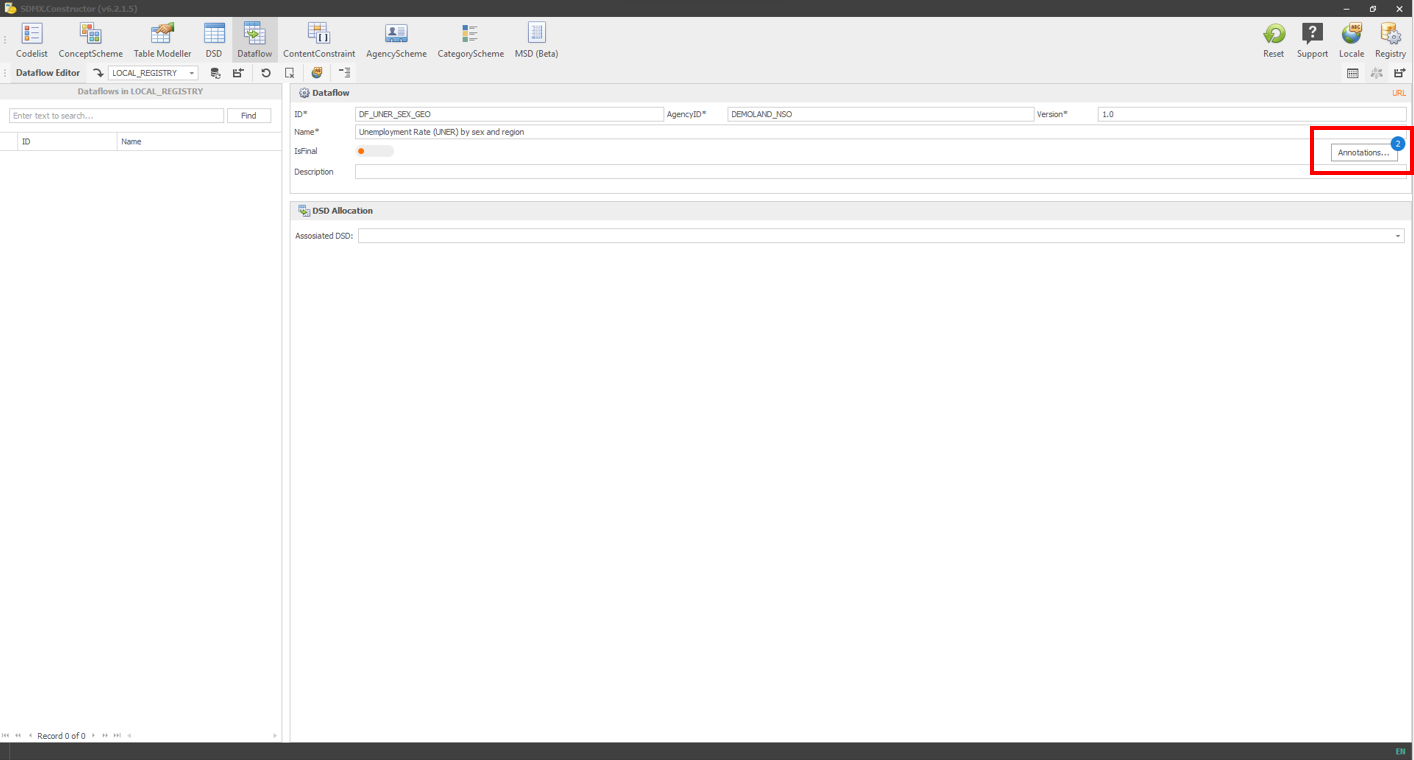 SDMX.Constructor (v6.2.1.5)
Codelist ConceptScheme Table Modeller DSD Dataflow ContentConstraint AgencyScheme CategoryScheme MSD (Beta) Reset Support Locale Registry
Dataflow Editor LOCAL_REGISTRY
Dataflows in LOCAL_REGISTRY
Enter text to search... Find
ID Name
Dataflow URL
ID* DF_UNER_SEX_GEO AgencyID* DEMOLAND_NSO Version* 1.0
Name* Unemployment Rate (UNER) by sex and region
IsFinal Annotations... 2
Description
DSD Allocation
Assosiated DSD:
Record 0 of 0
EN